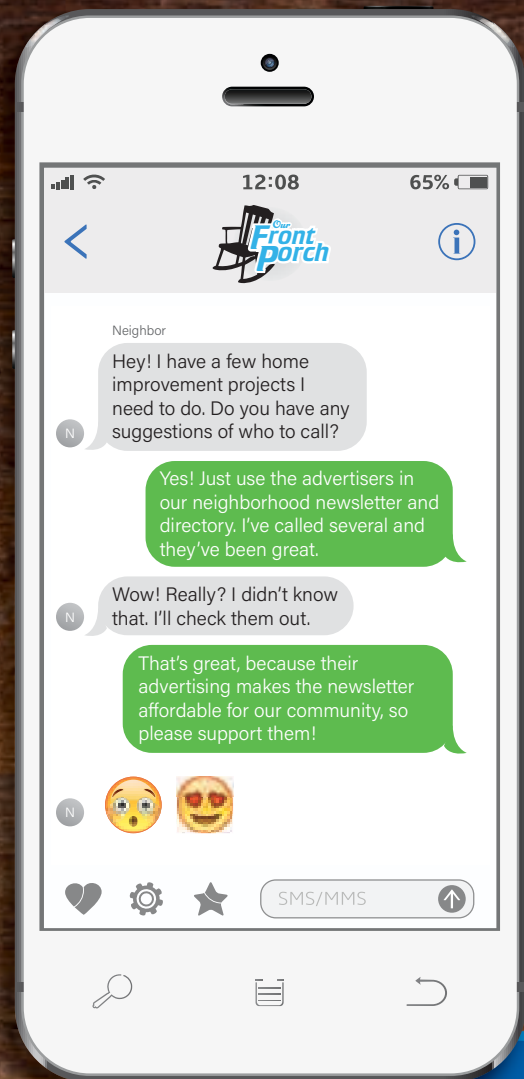 12:08
65%
Our
Front
Porch
Neighbor
Hey! I have a few home
improvement projects I
need to do. Do you have any
suggestions of who to call?
N
Yes! Just use the advertisers in
our neighborhood newsletter and
directory. I've called several and
they've been great.
Wow! Really? I didn't know
that. I'll check them out.
N
That's great, because their
advertising makes the newsletter
affordable for our community, so
please support them!
N
SMS/MMS